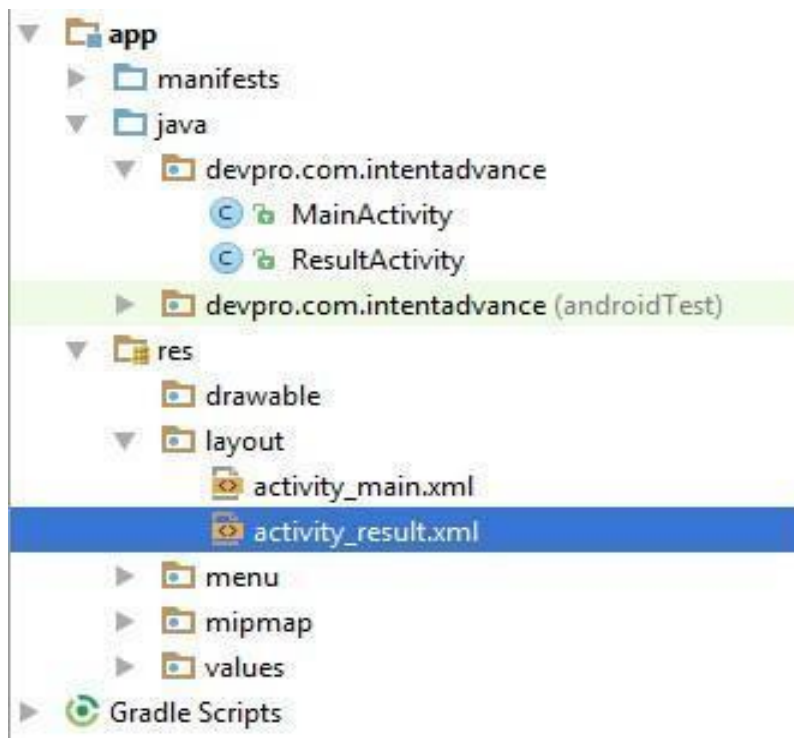 app
manifests
java
devpro.com.intentadvance
C MainActivity
C ResultActivity
devpro.com.intentadvance (androidTest)
res
drawable
layout
activity_main.xml
activity_result.xml
menu
mipmap
values
Gradle Scripts